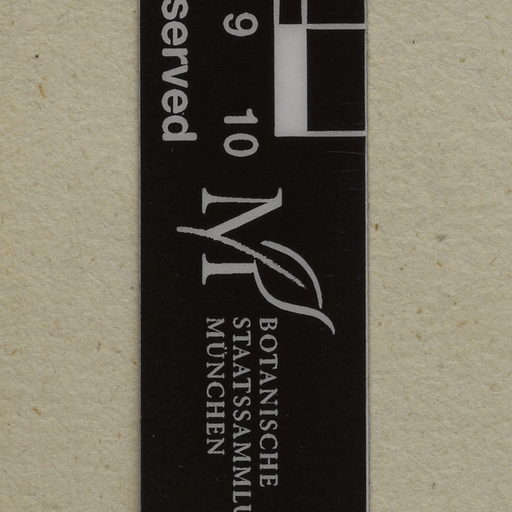 served
9 10
M
BOTANISCHE
STAATSSAMMLU
MÜNCHEN